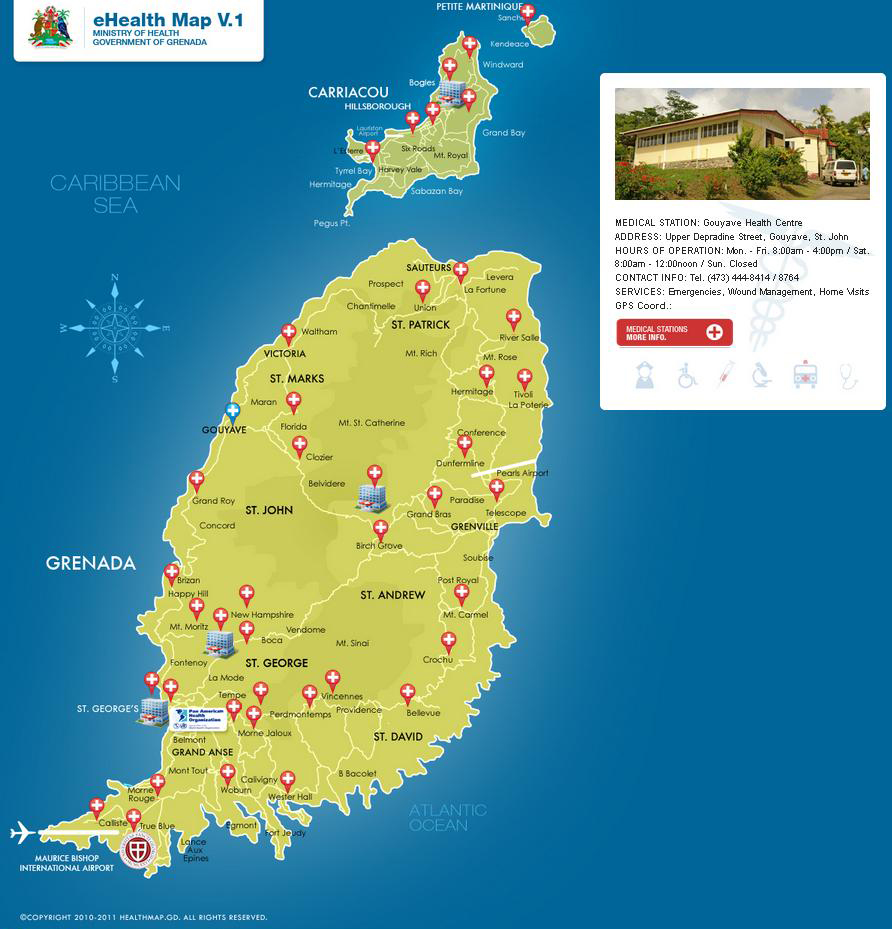 eHealth Map V.1
MINISTRY OF HEALTH
GOVERNMENT OF GRENADA
PETITE MARTINIQUE
Sanchez
Kendeace
Windward
Bogles
CARRIACOU
HILLSBOROUGH
Lauriston
Airport
Grand Bay
L'Esterre
Six Roads
Mt. Royal
Tyrrel Bay
Harvey Vale
Hermitage
Sabazan Bay
Pegus Pt.
CARIBBEAN
SEA
N
W
E
S
MEDICAL STATION: Gouyave Health Centre
ADDRESS: Upper Depradine Street, Gouyave, St. John
HOURS OF OPERATION: Mon. - Fri. 8:00am - 4:00pm / Sat.
8:00am - 12:00noon / Sun. Closed
CONTACT INFO: Tel. (473) 444-8414 / 8764
SERVICES: Emergencies, Wound Management, Home Visits
GPS Coord.:
MEDICAL STATIONS
MORE INFO.
SAUTEURS
Levera
Prospect
La Fortune
Chantimelle
Union
ST. PATRICK
River Salle
Waltham
VICTORIA
Mt. Rich
Mt. Rose
ST. MARKS
Hermitage
Tivoli
La Poterie
Maran
GOUYAVE
Florida
Mt. St. Catherine
Conference
Clozier
Dunfermline
Pearls Airport
Belvidere
Grand Roy
Paradise
ST. JOHN
Grand Bras
Telescope
Concord
GRENVILLE
Birch Grove
GRENADA
Soubise
Brizan
Post Royal
Happy Hill
ST. ANDREW
New Hampshire
Mt. Carmel
Mt. Moritz
Vendome
Boca
Mt. Sinai
Fontenoy
ST. GEORGE
Crochu
La Mode
Tempe
Vincennes
ST. GEORGE'S
Pan American
Health
Organization
Perdmontemps
Providence
Bellevue
Morne Jaloux
Belmont
ST. DAVID
GRAND ANSE
Mont Tout
Calivigny
B Bacolet
Morne
Rouge
Woburn
Wester Hall
Calliste
True Blue
Egmont
Fort Jeudy
Lance
Aux
Epines
ATLANTIC
OCEAN
MAURICE BISHOP
INTERNATIONAL AIRPORT
©COPYRIGHT 2010-2011 HEALTHMAP.GD. ALL RIGHTS RESERVED.